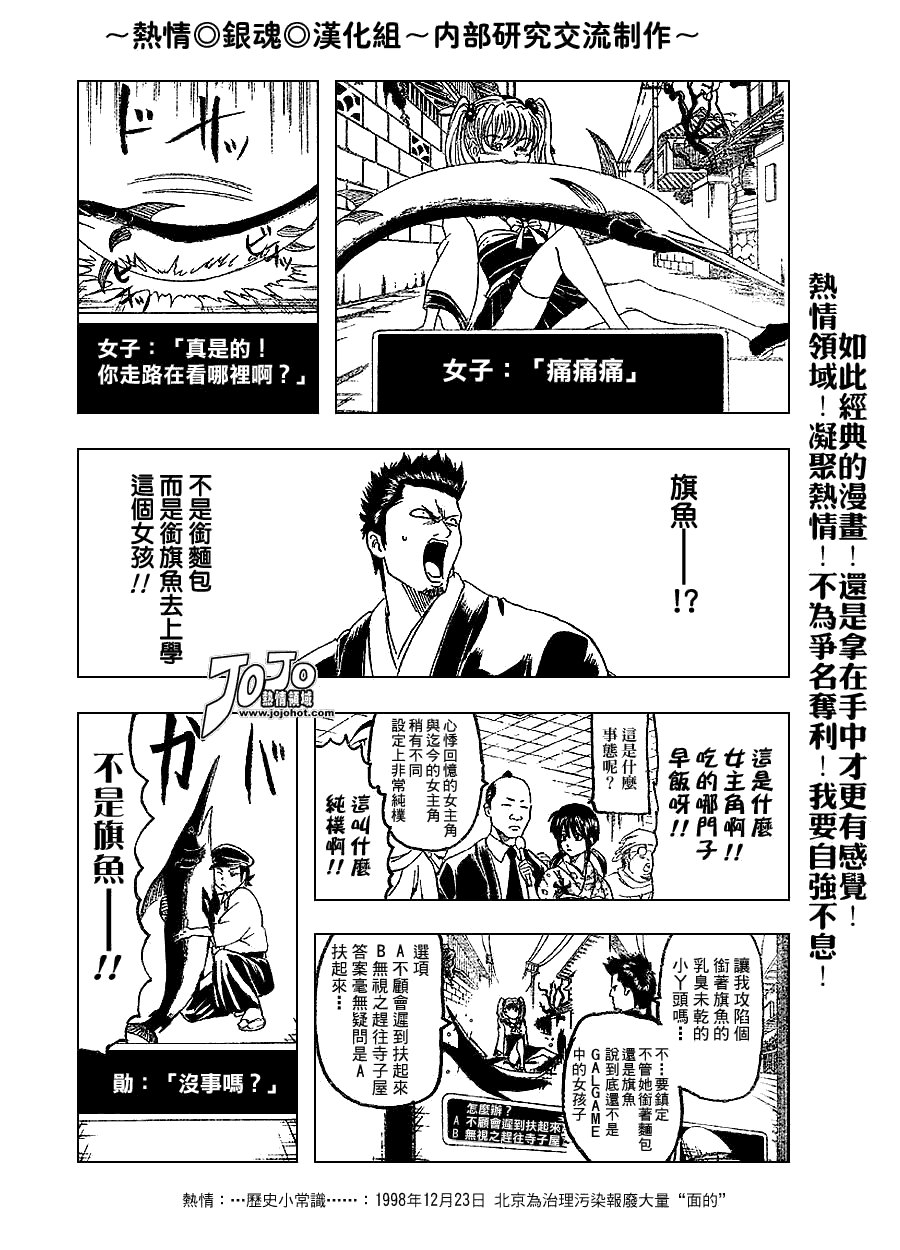 ～熱情◎銀魂◎漢化組～内部研究交流制作～
女子：「痛痛痛」
ドサッ
ビ
ビ
女子：「真是的！
你走路在看哪裡啊？」
旗魚——!?
不是銜麵包
而是銜旗魚去上學
這個女孩!!
JOJO
熱情領域
www.jojohot.com
這是什麼
女主角啊!!
吃的哪門子
早飯呀!!
這是什麼
事態呢？
心悸回憶的女主角
與迄今的女主角
稍有不同
設定上非常純樸
這叫什麼
純樸啊!!
ガバ
不是旗魚——!!
勛：「沒事嗎？」
讓我攻陷個
銜著旗魚的
乳臭未乾的
小丫頭嗎…
不…要鎮定
不管她銜著麵包
還是旗魚
說到底還不是
GALGAME
中的女孩子
選項
A不顧會遲到扶起來
B無視之趕往寺子屋
答案毫無疑問是A
扶起來…
怎麼辦？
A 不顧會遲到扶起來
B 無視之趕往寺子屋
如此經典的漫畫！還是拿在手中才更有感覺！
熱情領域！凝聚熱情！不為爭名奪利！我要自強不息！
熱情：…歷史小常識……：1998年12月23日 北京為治理污染報廢大量“面的”